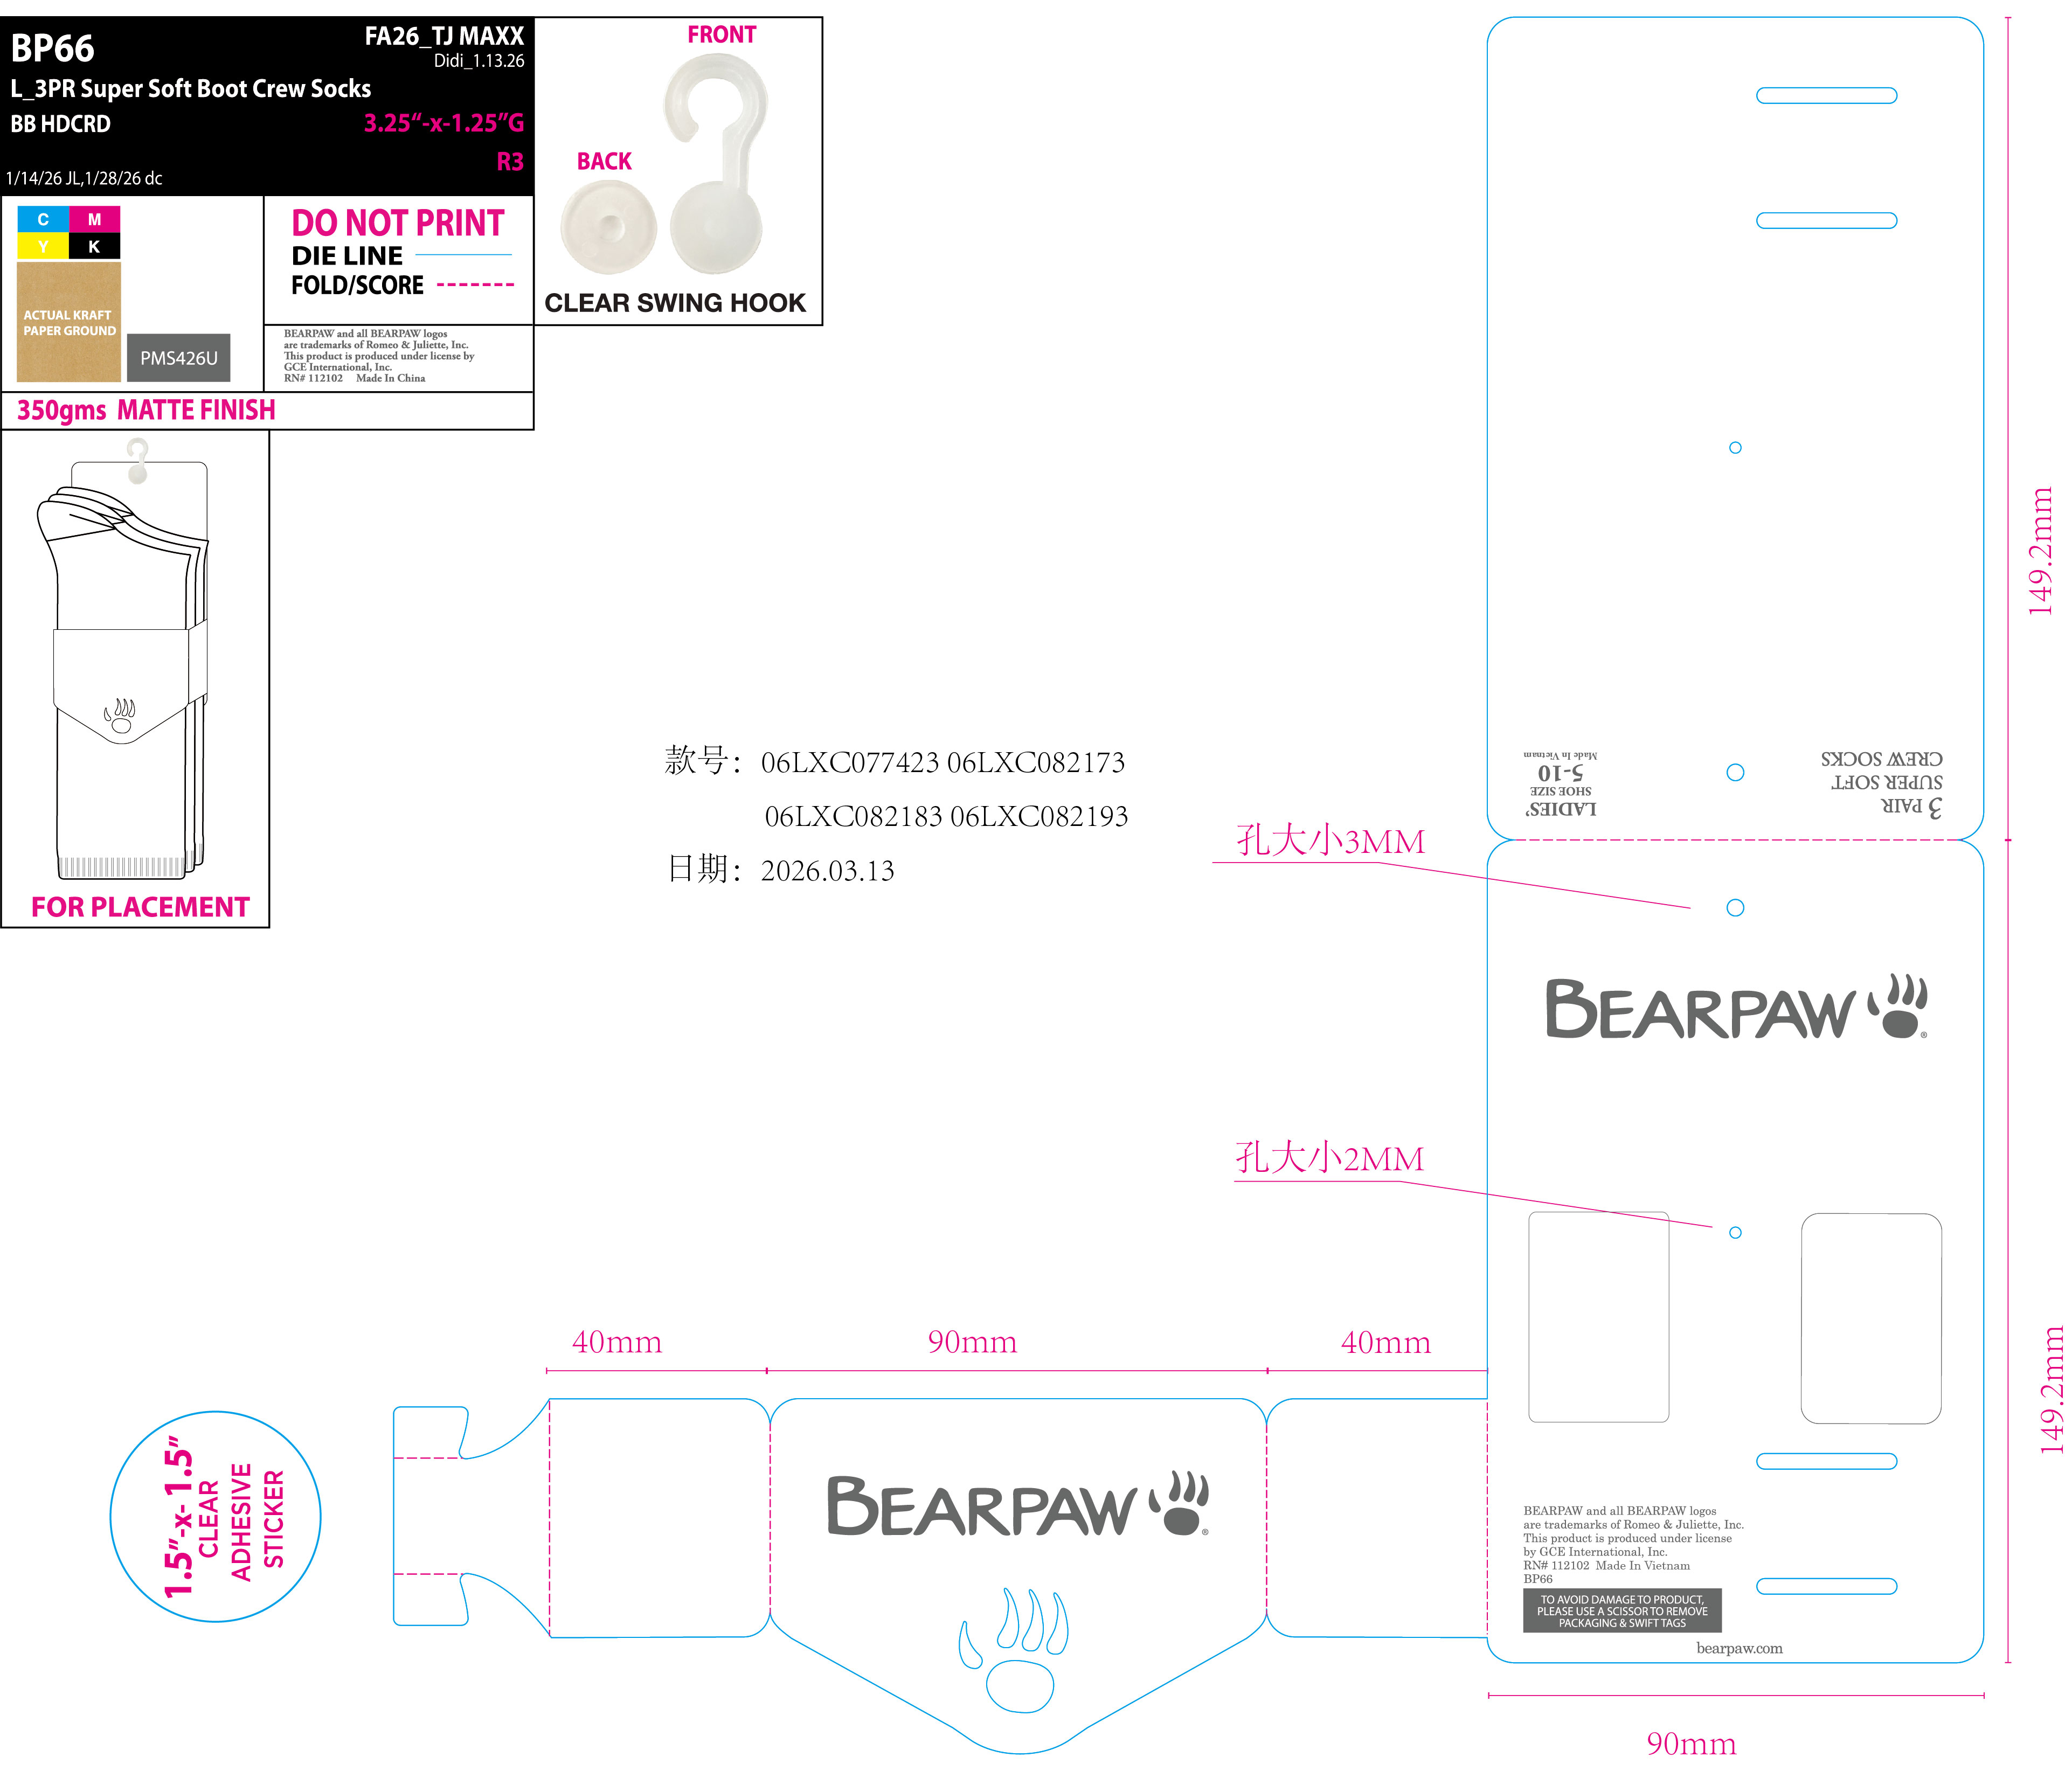 BP66
FA26_TJ MAXX
Didi_1.13.26
L_3PR Super Soft Boot Crew Socks
BB HDCRD
3.25“-x-1.25”G
R3
1/14/26 JL,1/28/26 dc
FRONT
BACK
CLEAR SWING HOOK
C
M
Y
K
ACTUAL KRAFT
PAPER GROUND
PMS426U
DO NOT PRINT
DIE LINE
FOLD/SCORE
BEARPAW and all BEARPAW logos
are trademarks of Romeo & Juliette, Inc.
This product is produced under license by
GCE International, Inc.
RN# 112102 Made In China
350gms MATTE FINISH
FOR PLACEMENT
款号：06LXC077423 06LXC082173
06LXC082183 06LXC082193
日期：2026.03.13
149.2mm
3 PAIR
SUPER SOFT
CREW SOCKS
LADIES’
SHOE SIZE
5-10
Made In Vietnam
孔大小3MM
BEARPAW®
孔大小2MM
149.2mm
40mm
90mm
40mm
1.5”-x-1.5”
CLEAR
ADHESIVE
STICKER
BEARPAW®
BEARPAW and all BEARPAW logos
are trademarks of Romeo & Juliette, Inc.
This product is produced under license
by GCE International, Inc.
RN# 112102 Made In Vietnam
BP66
TO AVOID DAMAGE TO PRODUCT,
PLEASE USE A SCISSOR TO REMOVE
PACKAGING & SWIFT TAGS
bearpaw.com
90mm